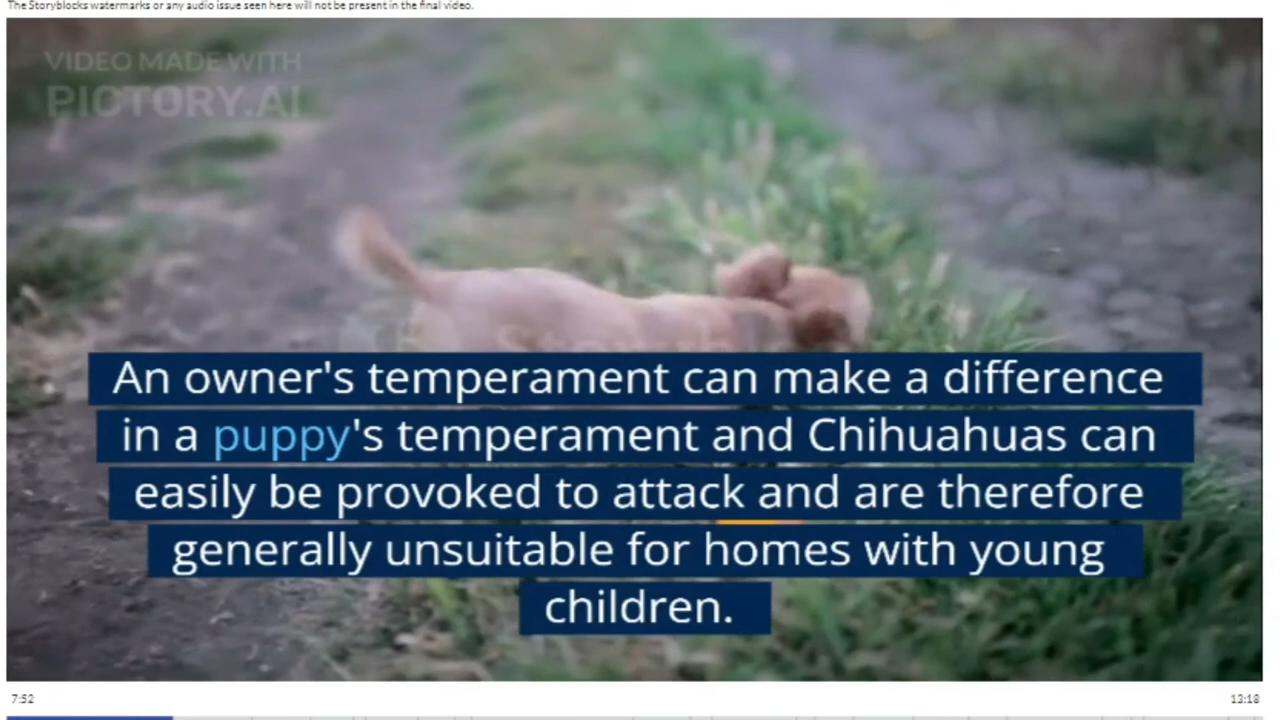 The Storyblocks watermarks or any audio issue seen here will not be present in the final video.
VIDEO MADE WITH
PICTORY.AI
An owner's temperament can make a difference
in a puppy's temperament and Chihuahuas can
easily be provoked to attack and are therefore
generally unsuitable for homes with young
children.
7:52
13:18